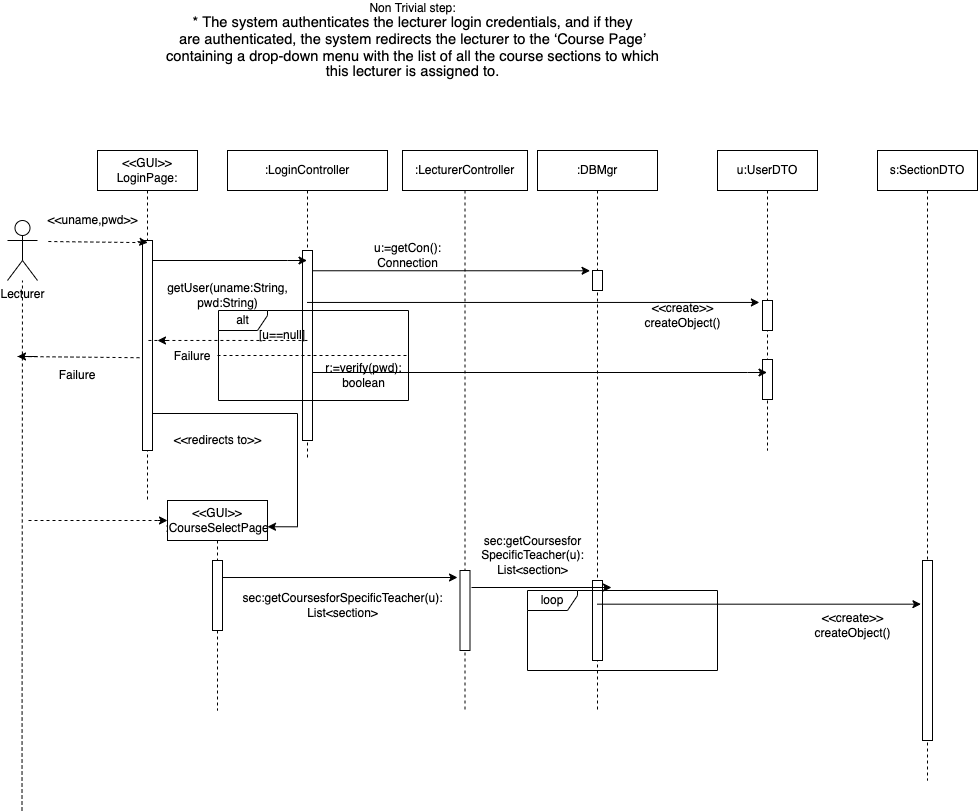 Non Trivial step:
* The system authenticates the lecturer login credentials, and if they
are authenticated, the system redirects the lecturer to the ‘Course Page’
containing a drop-down menu with the list of all the course sections to which
this lecturer is assigned to.
<<GUI>>
LoginPage:
:LoginController
:LecturerController
:DBMgr
u:UserDTO
s:SectionDTO
<<uname,pwd>>
Lecturer
u:=getCon():
Connection
getUser(uname:String,
pwd:String)
<<create>>
createObject()
alt
[u==null]
Failure
Failure
r:=verify(pwd):
boolean
<<redirects to>>
<<GUI>>
:CourseSelectPage
sec:getCoursesfor
SpecificTeacher(u):
List<section>
sec:getCoursesforSpecificTeacher(u):
List<section>
loop
<<create>>
createObject()